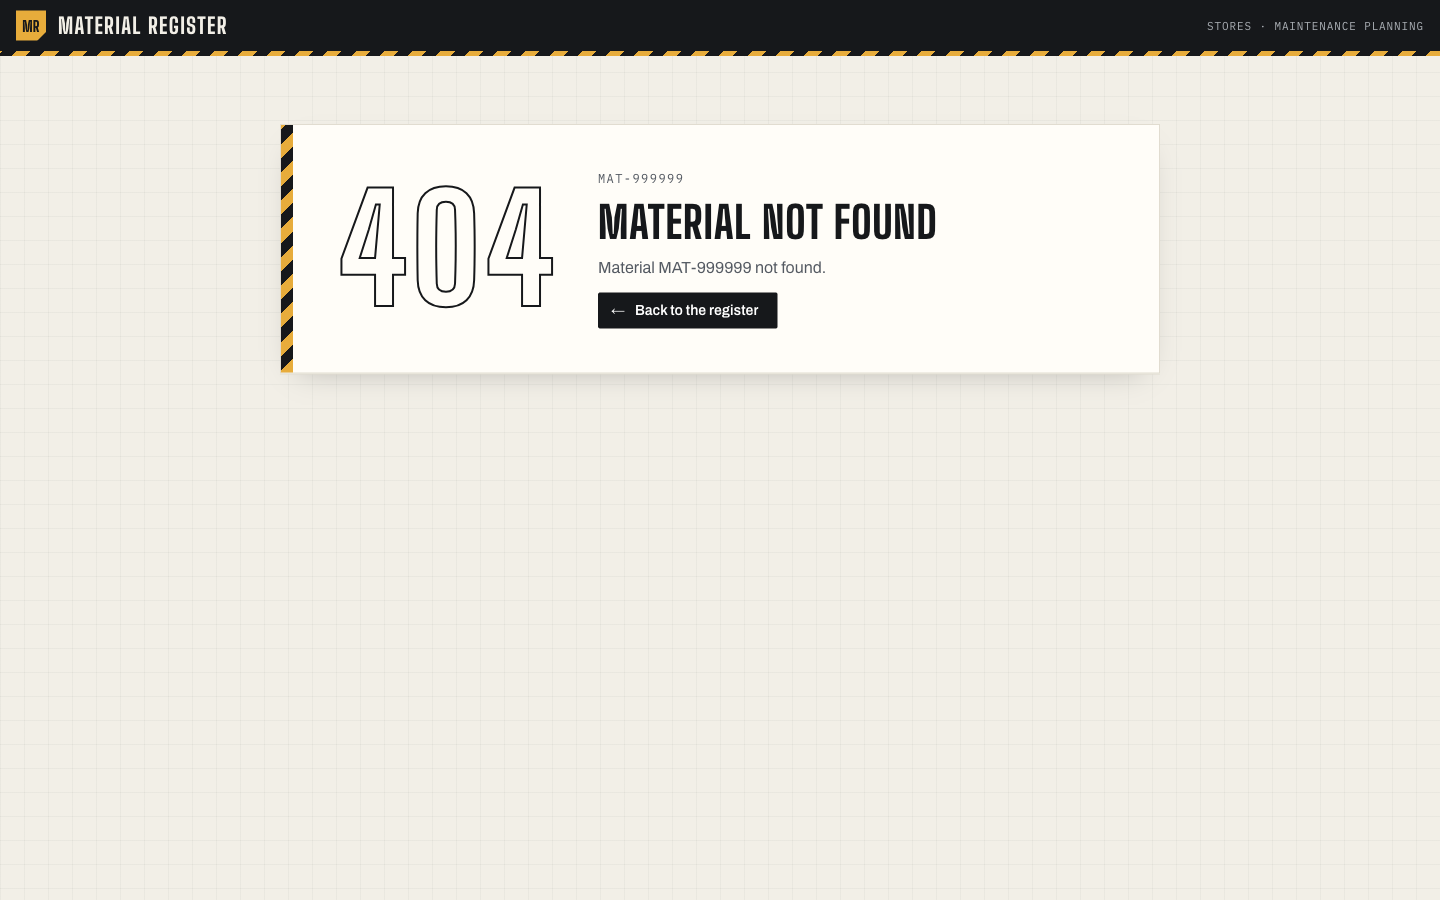 MR MATERIAL REGISTER
STORES · MAINTENANCE PLANNING
404
MAT-999999
MATERIAL NOT FOUND
Material MAT-999999 not found.
← Back to the register